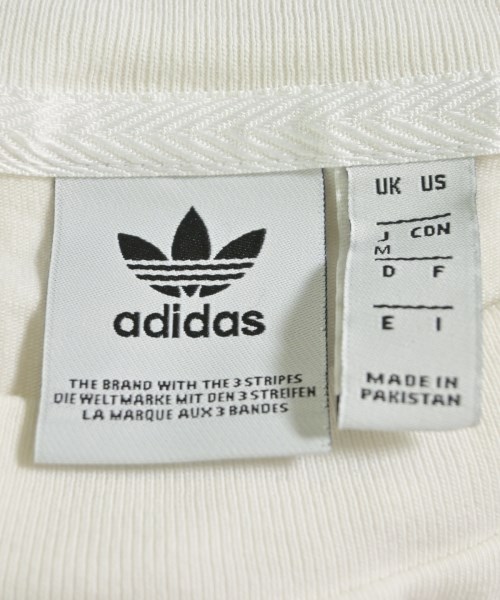 adidas
THE BRAND WITH THE 3 STRIPES
DIE WELTMARKE MIT DEN 3 STREIFEN
LA MARQUE AUX 3 BANDES
UK US
J CDN
M
D F
E I
MADE IN
PAKISTAN